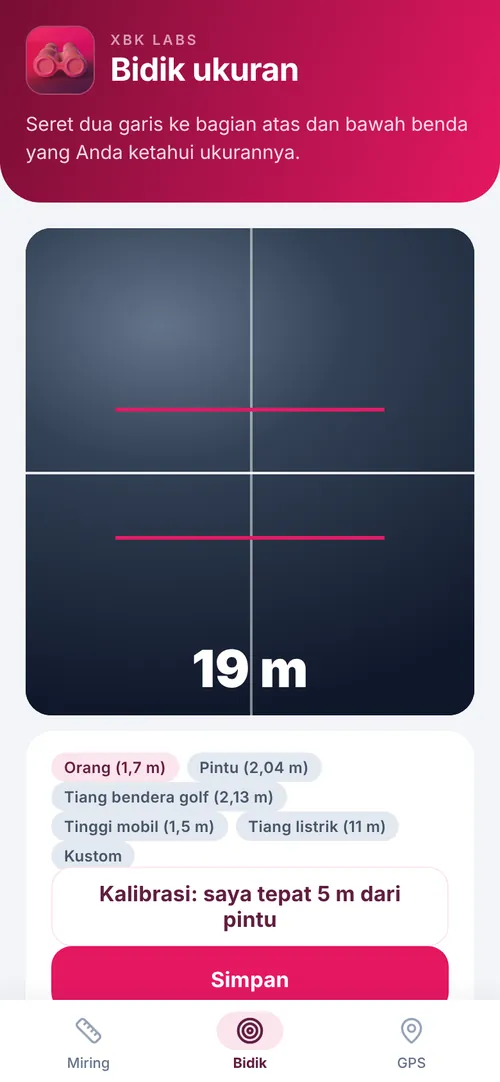 XBK LABS
Bidik ukuran
Seret dua garis ke bagian atas dan bawah benda
yang Anda ketahui ukurannya.
19 m
Orang (1,7 m) Pintu (2,04 m)
Tiang bendera golf (2,13 m)
Tinggi mobil (1,5 m) Tiang listrik (11 m)
Kustom
Kalibrasi: saya tepat 5 m dari
pintu
Simpan
Miring Bidik GPS